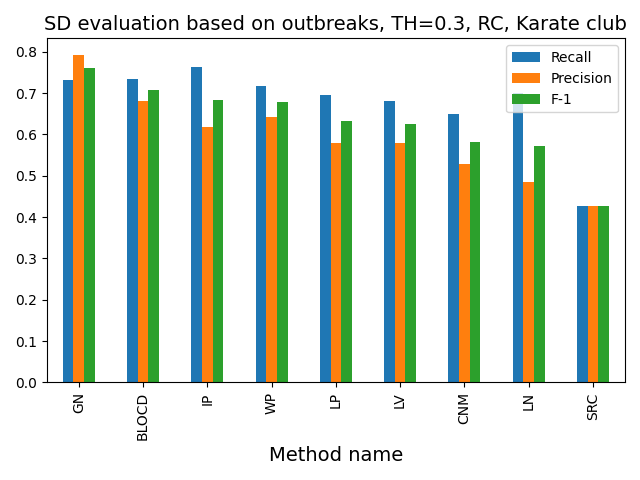 SD evaluation based on outbreaks, TH=0.3, RC, Karate club
0.8
0.7
0.6
0.5
0.4
0.3
0.2
0.1
0.0
Recall
Precision
F-1
GN
BLOCD
IP
WP
LP
LV
CNM
LN
SRC
Method name